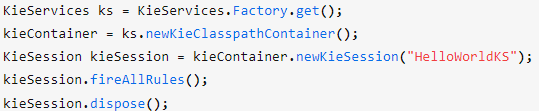 KieServices ks = KieServices.Factory.get();
kieContainer = ks.newKieClasspathContainer();
KieSession kieSession = kieContainer.newKieSession("HelloWorldKS");
kieSession.fireAllRules();
kieSession.dispose();